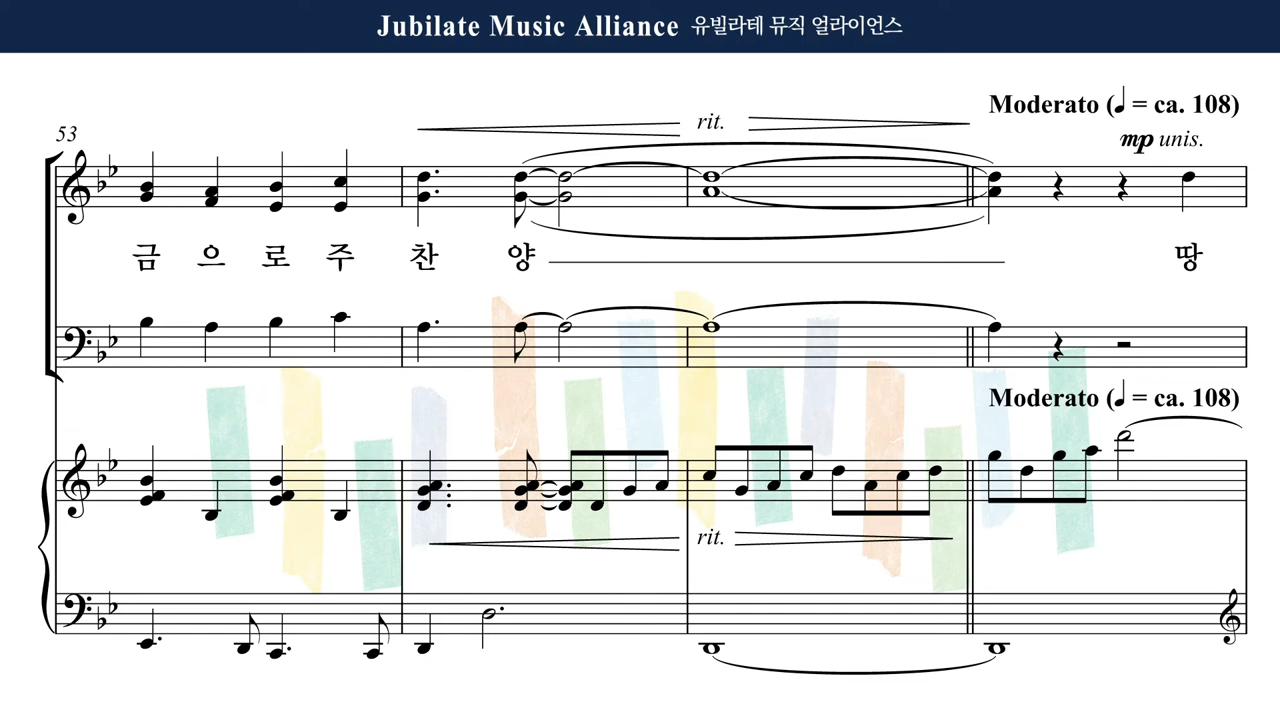 Jubilate Music Alliance 유빌라테 뮤직 얼라이언스
Moderato (♩ = ca. 108)
53
rit.
mp unis.
금 으 로 주 찬 양 땅
Moderato (♩ = ca. 108)
rit.